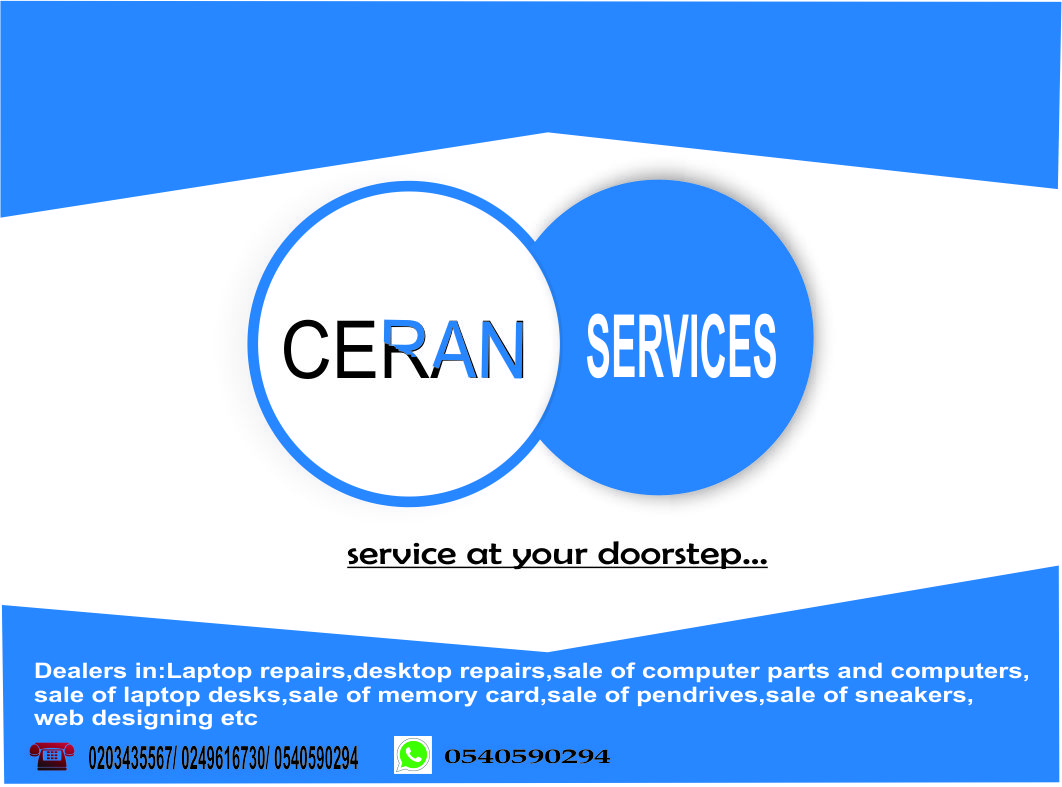 CERAN
SERVICES
service at your doorstep...
Dealers in:Laptop repairs,desktop repairs,sale of computer parts and computers,
sale of laptop desks,sale of memory card,sale of pendrives,sale of sneakers,
web designing etc
0203435567/ 0249616730/ 0540590294
0540590294